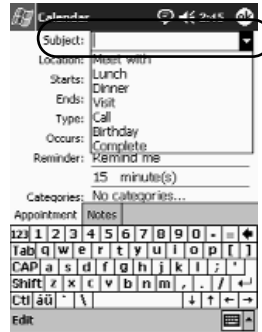 Calendar 2:45 ok
Subject:
Location: Meet with
Lunch
Starts: Dinner
Ends: Visit
Type: Call
Birthday
Occurs: Complete
Reminder: Remind me
15 minute(s)
Categories: No categories...
Appointment Notes
123 1 2 3 4 5 6 7 8 9 0 - =
Tab q w e r t y u i o p [ ]
CAP a s d f g h j k l ; '
Shift z x c v b n m , . /
Ctl áü ` \
Edit